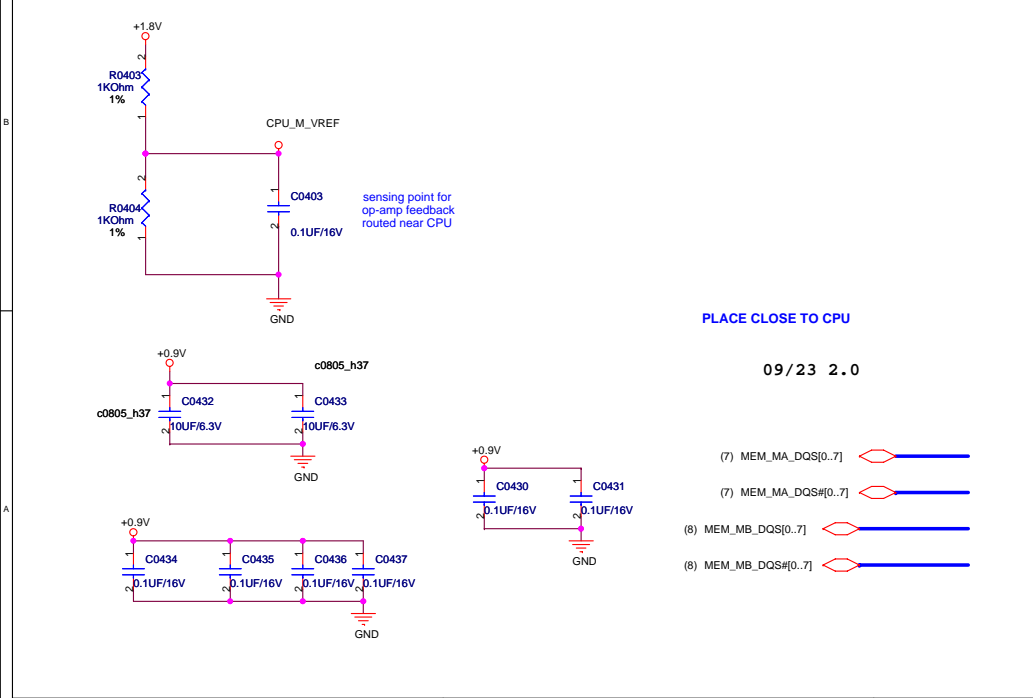 +1.8V
2
R0403
1KOhm
1%
1
B
CPU_M_VREF
2
R0404
1KOhm
1%
1
1
C0403
2
0.1UF/16V
sensing point for
op-amp feedback
routed near CPU
GND
PLACE CLOSE TO CPU
09/23 2.0
+0.9V
c0805_h37
1
C0432
c0805_h37
2
10UF/6.3V
1
C0433
2
10UF/6.3V
GND
+0.9V
1
C0430
2
0.1UF/16V
1
C0431
2
0.1UF/16V
GND
(7) MEM_MA_DQS[0..7]
(7) MEM_MA_DQS#[0..7]
(8) MEM_MB_DQS[0..7]
(8) MEM_MB_DQS#[0..7]
A
+0.9V
1
C0434
2
0.1UF/16V
1
C0435
2
0.1UF/16V
1
C0436
2
0.1UF/16V
1
C0437
2
0.1UF/16V
GND